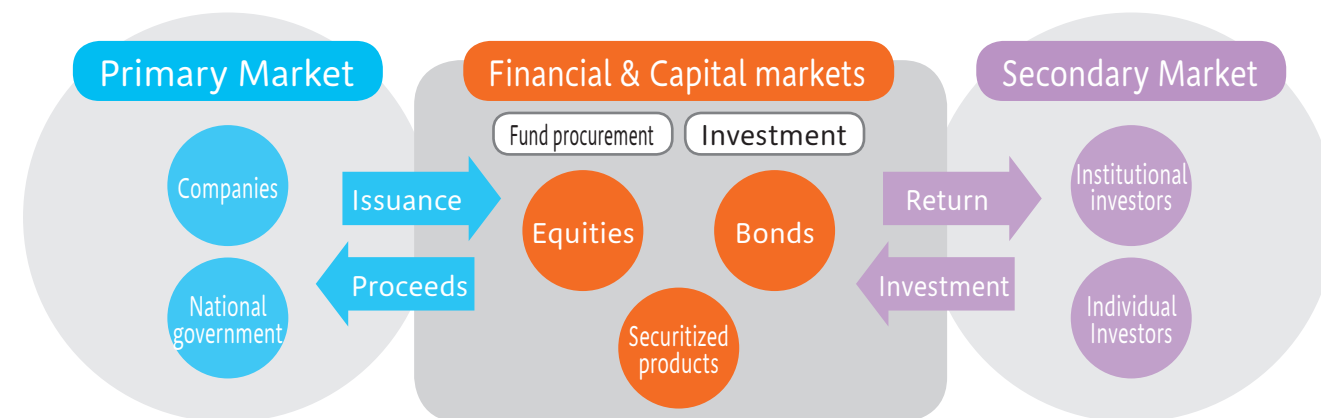 Primary Market
Financial & Capital markets
Secondary Market
Fund procurement
Investment
Companies
Issuance
Equities
Bonds
Return
Institutional
investors
Proceeds
Investment
National
government
Securitized
products
Individual
Investors